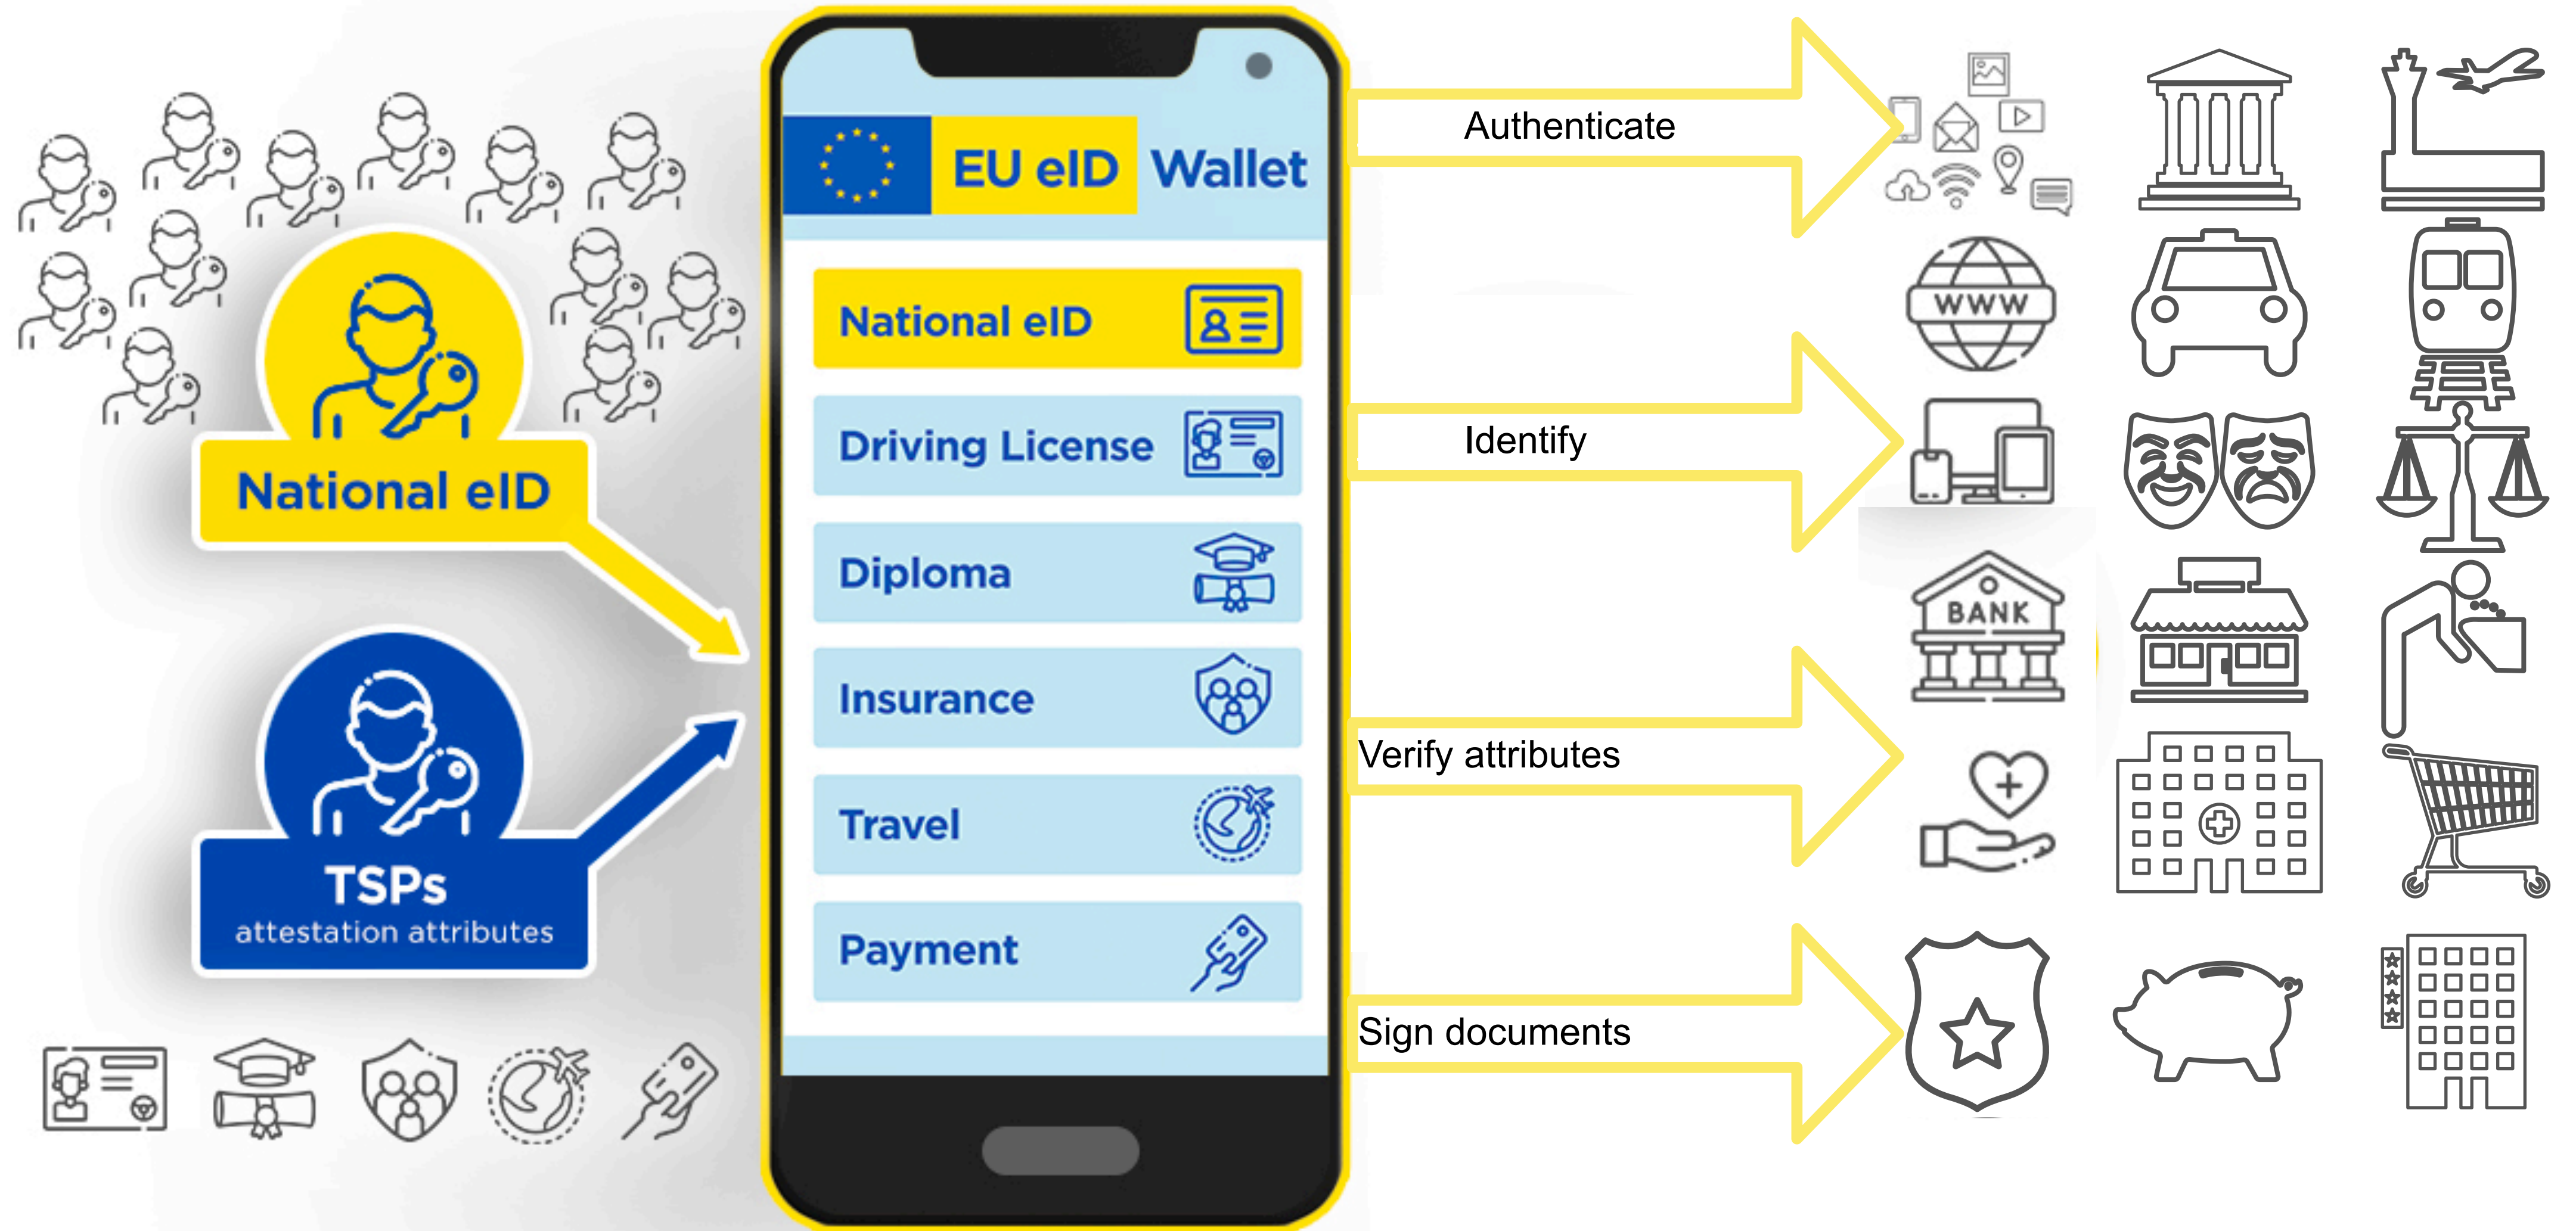 National eID
TSPs
attestation attributes
EU eID Wallet
National eID
Driving License
Diploma
Insurance
Travel
Payment
Authenticate
Identify
Verify attributes
Sign documents
WWW
BANK